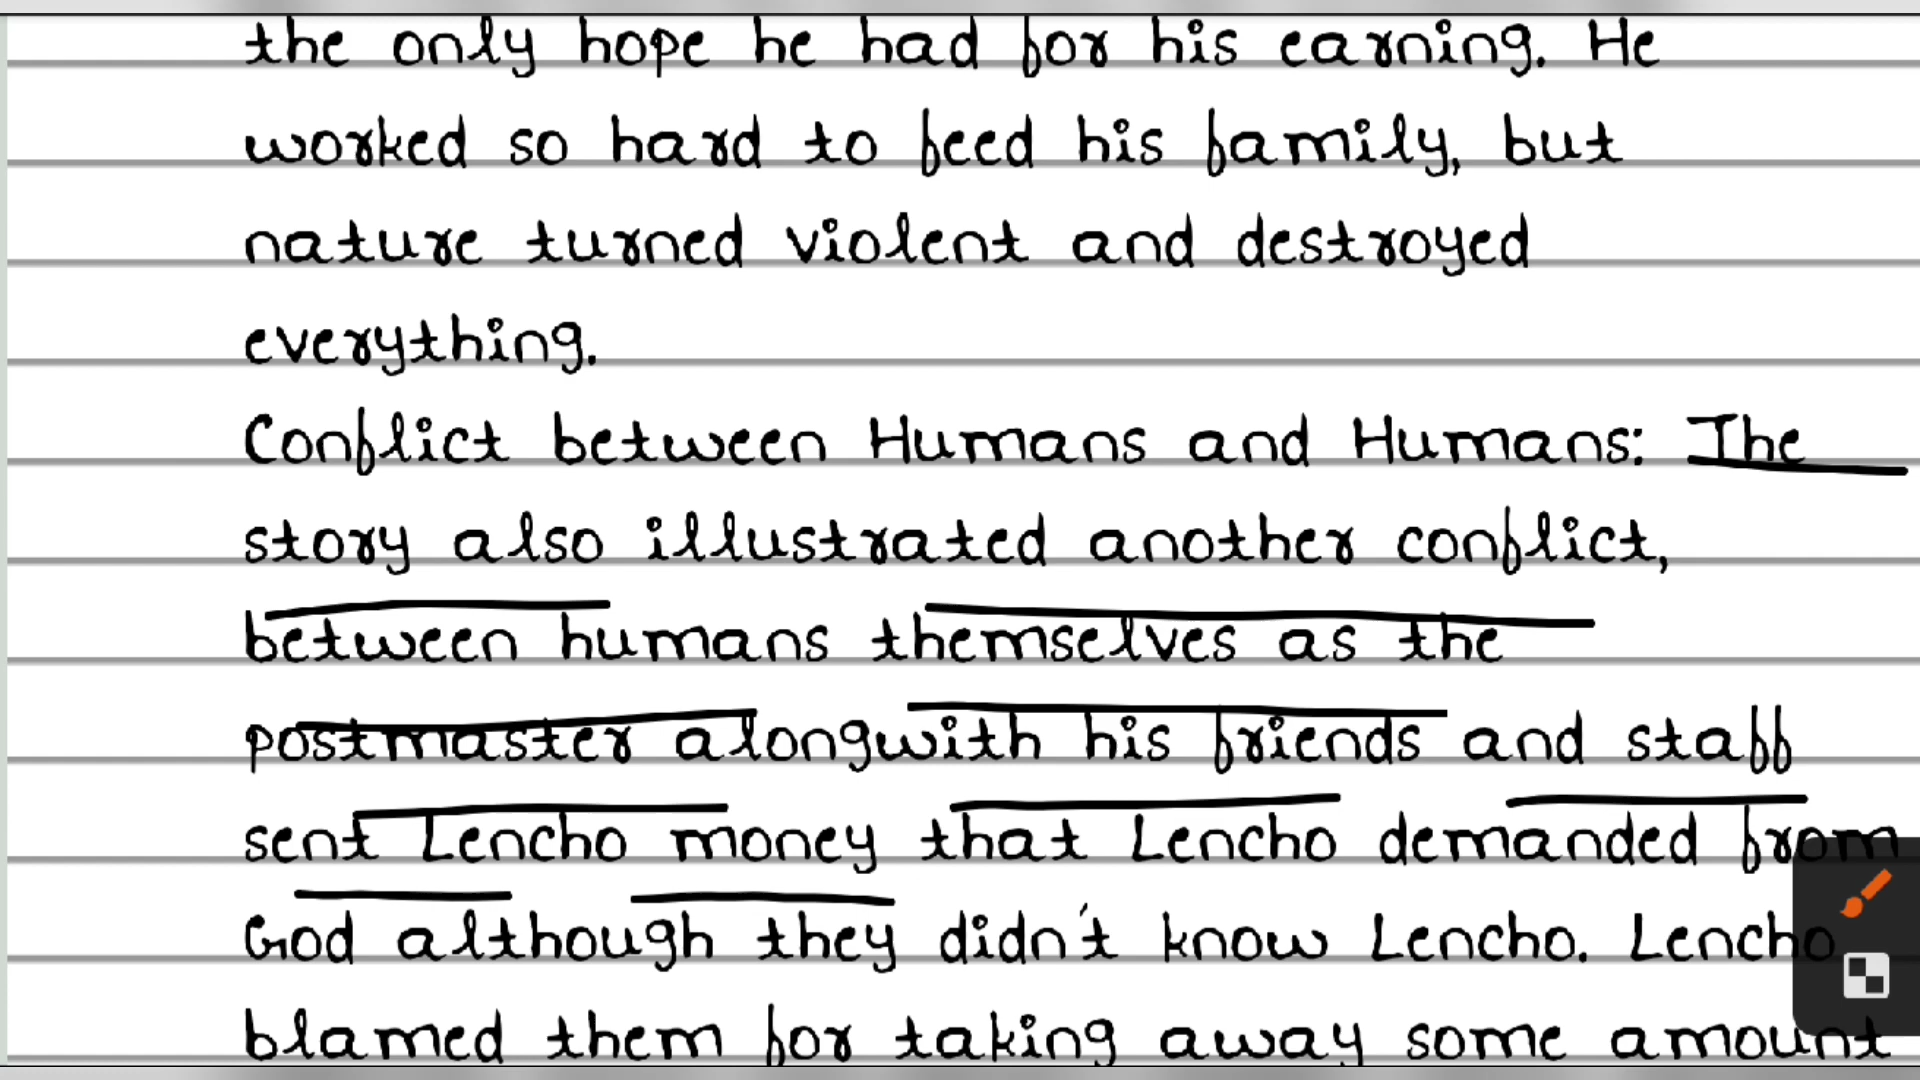 the only hope he had for his earning. He
worked so hard to feed his family, but
nature turned violent and destroyed
everything.
Conflict between Humans and Humans: The
story also illustrated another conflict,
between humans themselves as the
postmaster alongwith his friends and staff
sent Lencho money that Lencho demanded from
God although they didn't know Lencho. Lencho
blamed them for taking away some amount